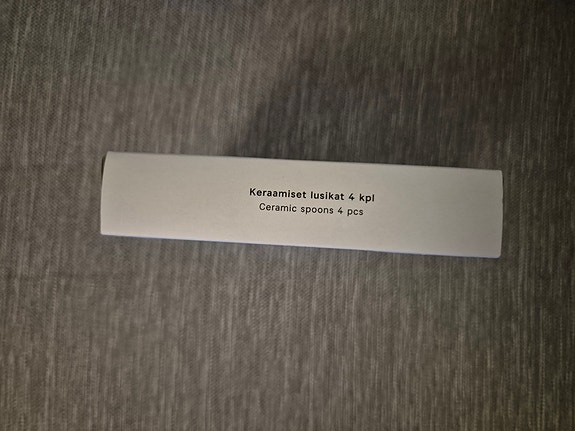 Keraamiset lusikat 4 kpl
Ceramic spoons 4 pcs